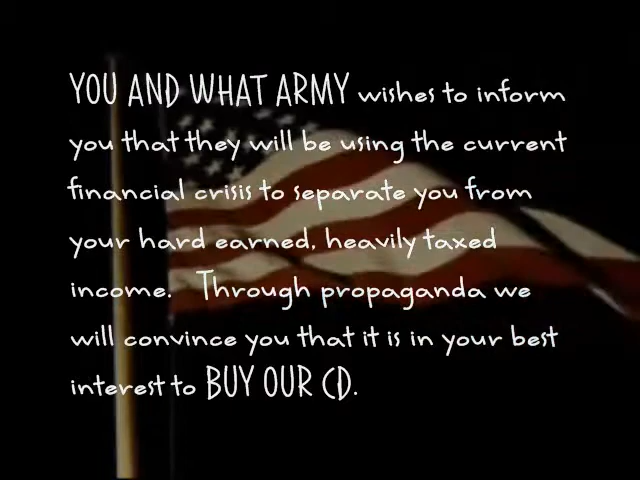 YOU AND WHAT ARMY wishes to inform
you that they will be using the current
financial crisis to separate you from
your hard earned, heavily taxed
income. Through propaganda we
will convince you that it is in your best
interest to BUY OUR CD.